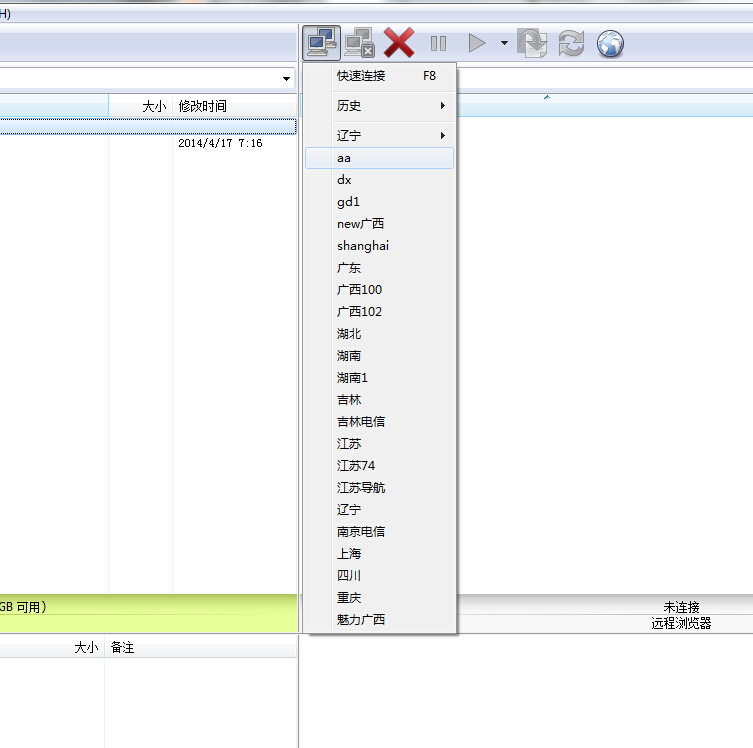 H)
快速连接 F8
历史
大小 修改时间
辽宁
2014/4/17 7:16
aa
dx
gd1
new广西
shanghai
广东
广西100
广西102
湖北
湖南
湖南1
吉林
吉林电信
江苏
江苏74
江苏导航
辽宁
南京电信
上海
四川
重庆
魅力广西
GB 可用)
未连接
远程浏览器
大小 备注